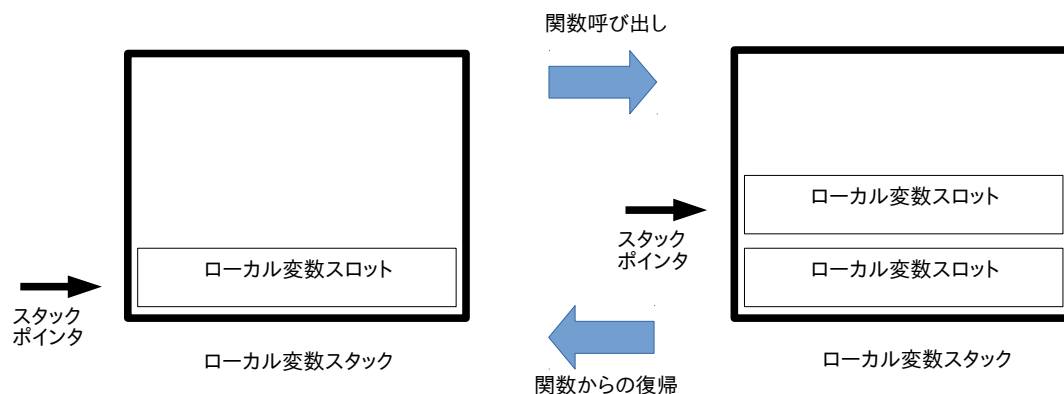 関数呼び出し
ローカル変数スロット
スタック
ポインタ
ローカル変数スロット
ローカル変数スロット
スタック
ポインタ
ローカル変数スタック
ローカル変数スタック
関数からの復帰